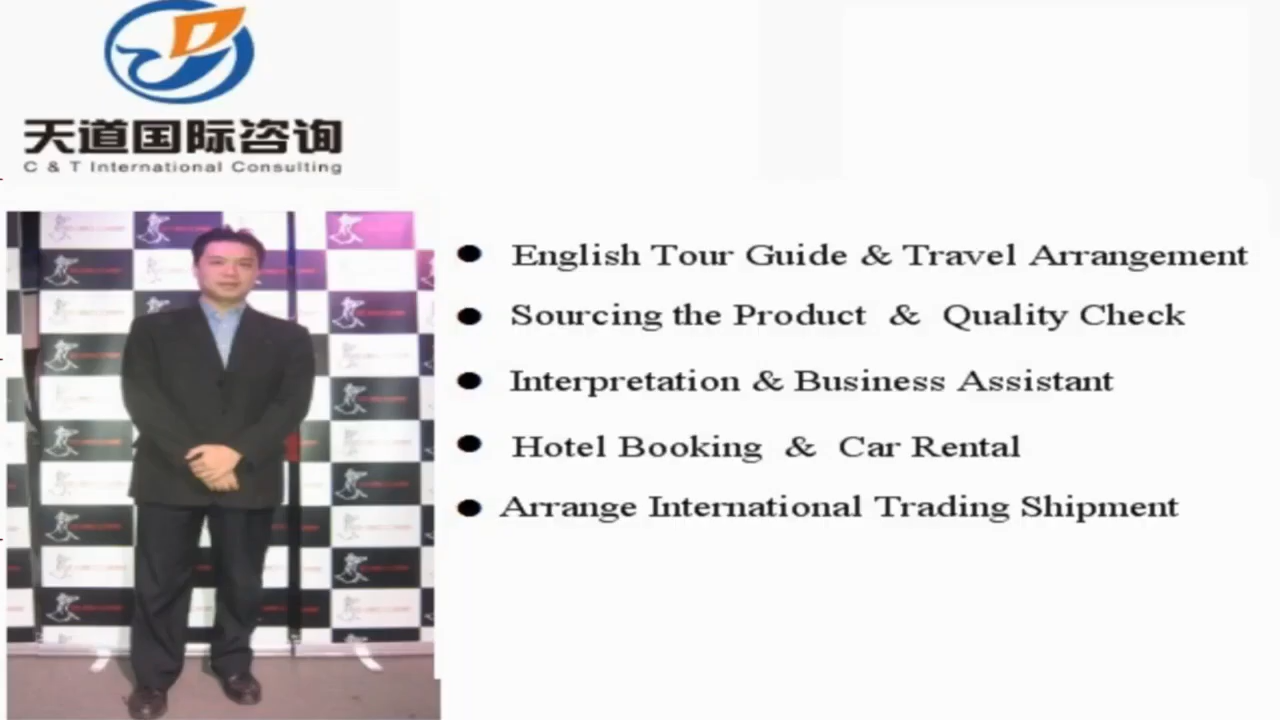 天道国际咨询
C & T International Consulting
● English Tour Guide & Travel Arrangement
● Sourcing the Product & Quality Check
● Interpretation & Business Assistant
● Hotel Booking & Car Rental
● Arrange International Trading Shipment